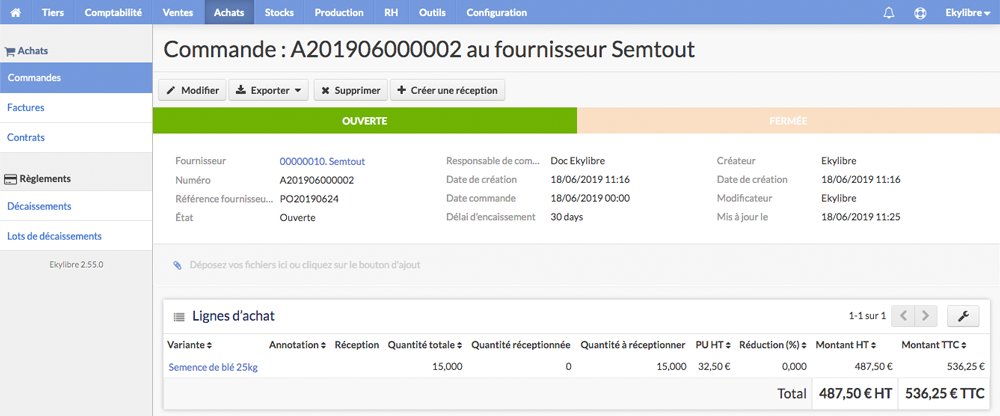 Tiers Comptabilité Ventes Achats Stocks Production RH Outils Configuration Ekylibre
Achats
Commandes
Factures
Contrats
Règlements
Décaissements
Lots de décaissements
Ekylibre 2.55.0
Commande : A201906000002 au fournisseur Semtout
Modifier Exporter Supprimer Créer une réception
OUVERTE FERMÉE
Fournisseur 00000010. Semtout Responsable de com... Doc Ekylibre Créateur Ekylibre
Numéro A201906000002 Date de création 18/06/2019 11:16 Date de création 18/06/2019 11:16
Référence fournisseu... PO20190624 Date commande 18/06/2019 00:00 Modificateur Ekylibre
État Ouverte Délai d'encaissement 30 days Mis à jour le 18/06/2019 11:25
Déposez vos fichiers ici ou cliquez sur le bouton d'ajout
Lignes d'achat 1-1 sur 1
Variante Annotation Réception Quantité totale Quantité réceptionnée Quantité à réceptionner PU HT Réduction (%) Montant HT Montant TTC
Semence de blé 25kg 15,000 0 15,000 32,50 € 0,000 487,50 € 536,25 €
Total 487,50 € HT 536,25 € TTC